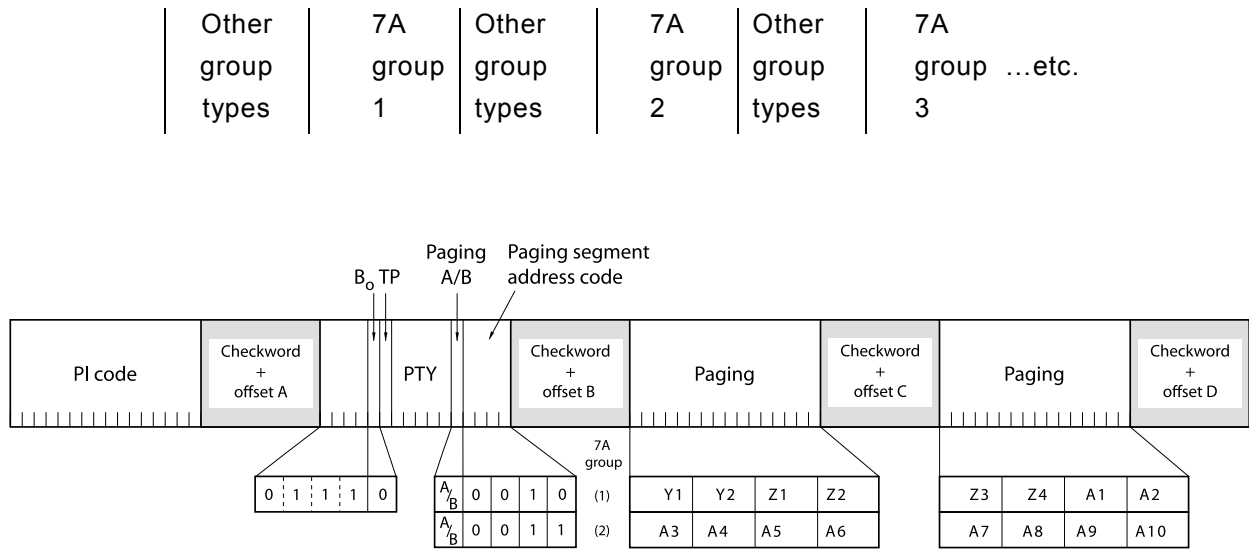 Other 7A Other 7A Other 7A
group group group group group group ...etc.
types 1 types 2 types 3
Paging Paging segment
B₀ TP A/B address code
PI code
Checkword
+
offset A
PTY
Checkword
+
offset B
Paging
Checkword
+
offset C
Paging
Checkword
+
offset D
7A
group
0 1 1 1 0
A/B 0 0 1 0 (1) Y1 Y2 Z1 Z2 Z3 Z4 A1 A2
A/B 0 0 1 1 (2) A3 A4 A5 A6 A7 A8 A9 A10